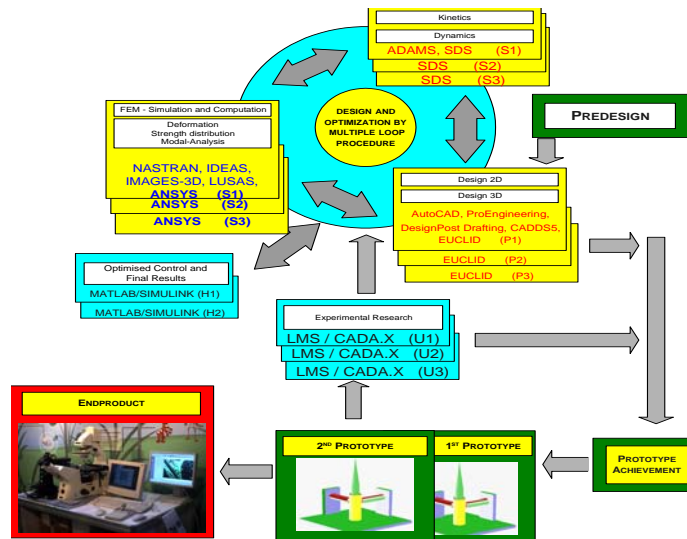 Kinetics
Dynamics
ADAMS, SDS (S1)
SDS (S2)
SDS (S3)
FEM - Simulation and Computation
Deformation
Strength distribution
Modal-Analysis
NASTRAN, IDEAS,
IMAGES-3D, LUSAS,
ANSYS (S1)
ANSYS (S2)
ANSYS (S3)
DESIGN AND
OPTIMIZATION BY
MULTIPLE LOOP
PROCEDURE
PREDESIGN
Design 2D
Design 3D
AutoCAD, ProEngineering,
DesignPost Drafting, CADDS5,
EUCLID (P1)
EUCLID (P2)
EUCLID (P3)
Optimised Control and
Final Results
MATLAB/SIMULINK (H1)
MATLAB/SIMULINK (H2)
Experimental Research
LMS / CADA.X (U1)
LMS / CADA.X (U2)
LMS / CADA.X (U3)
ENDPRODUCT
2ND PROTOTYPE
1ST PROTOTYPE
PROTOTYPE
ACHIEVEMENT